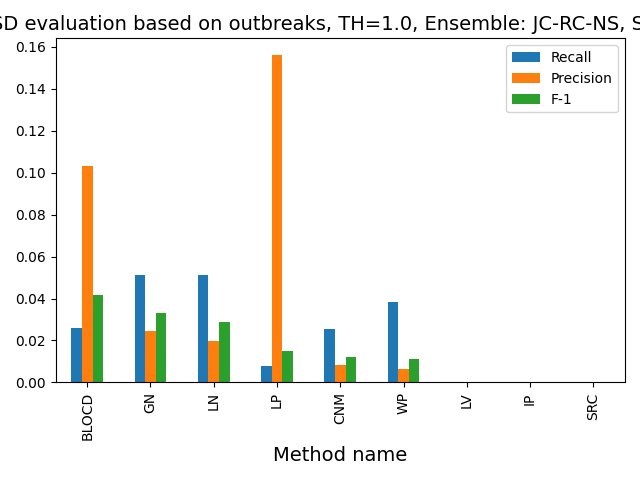 SD evaluation based on outbreaks, TH=1.0, Ensemble: JC-RC-NS, S
Recall
Precision
F-1
0.16
0.14
0.12
0.10
0.08
0.06
0.04
0.02
0.00
BLOCD
GN
LN
LP
CNM
WP
LV
IP
SRC
Method name